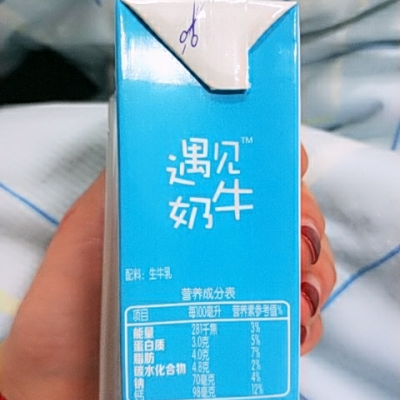 遇见™
奶牛
配料：生牛乳
营养成分表
项目 每100毫升 营养素参考值%
能量 281千焦 3%
蛋白质 3.0克 5%
脂肪 4.0克 7%
碳水化合物 4.8克 2%
钠 70毫克 4%
钙 98毫克 12%